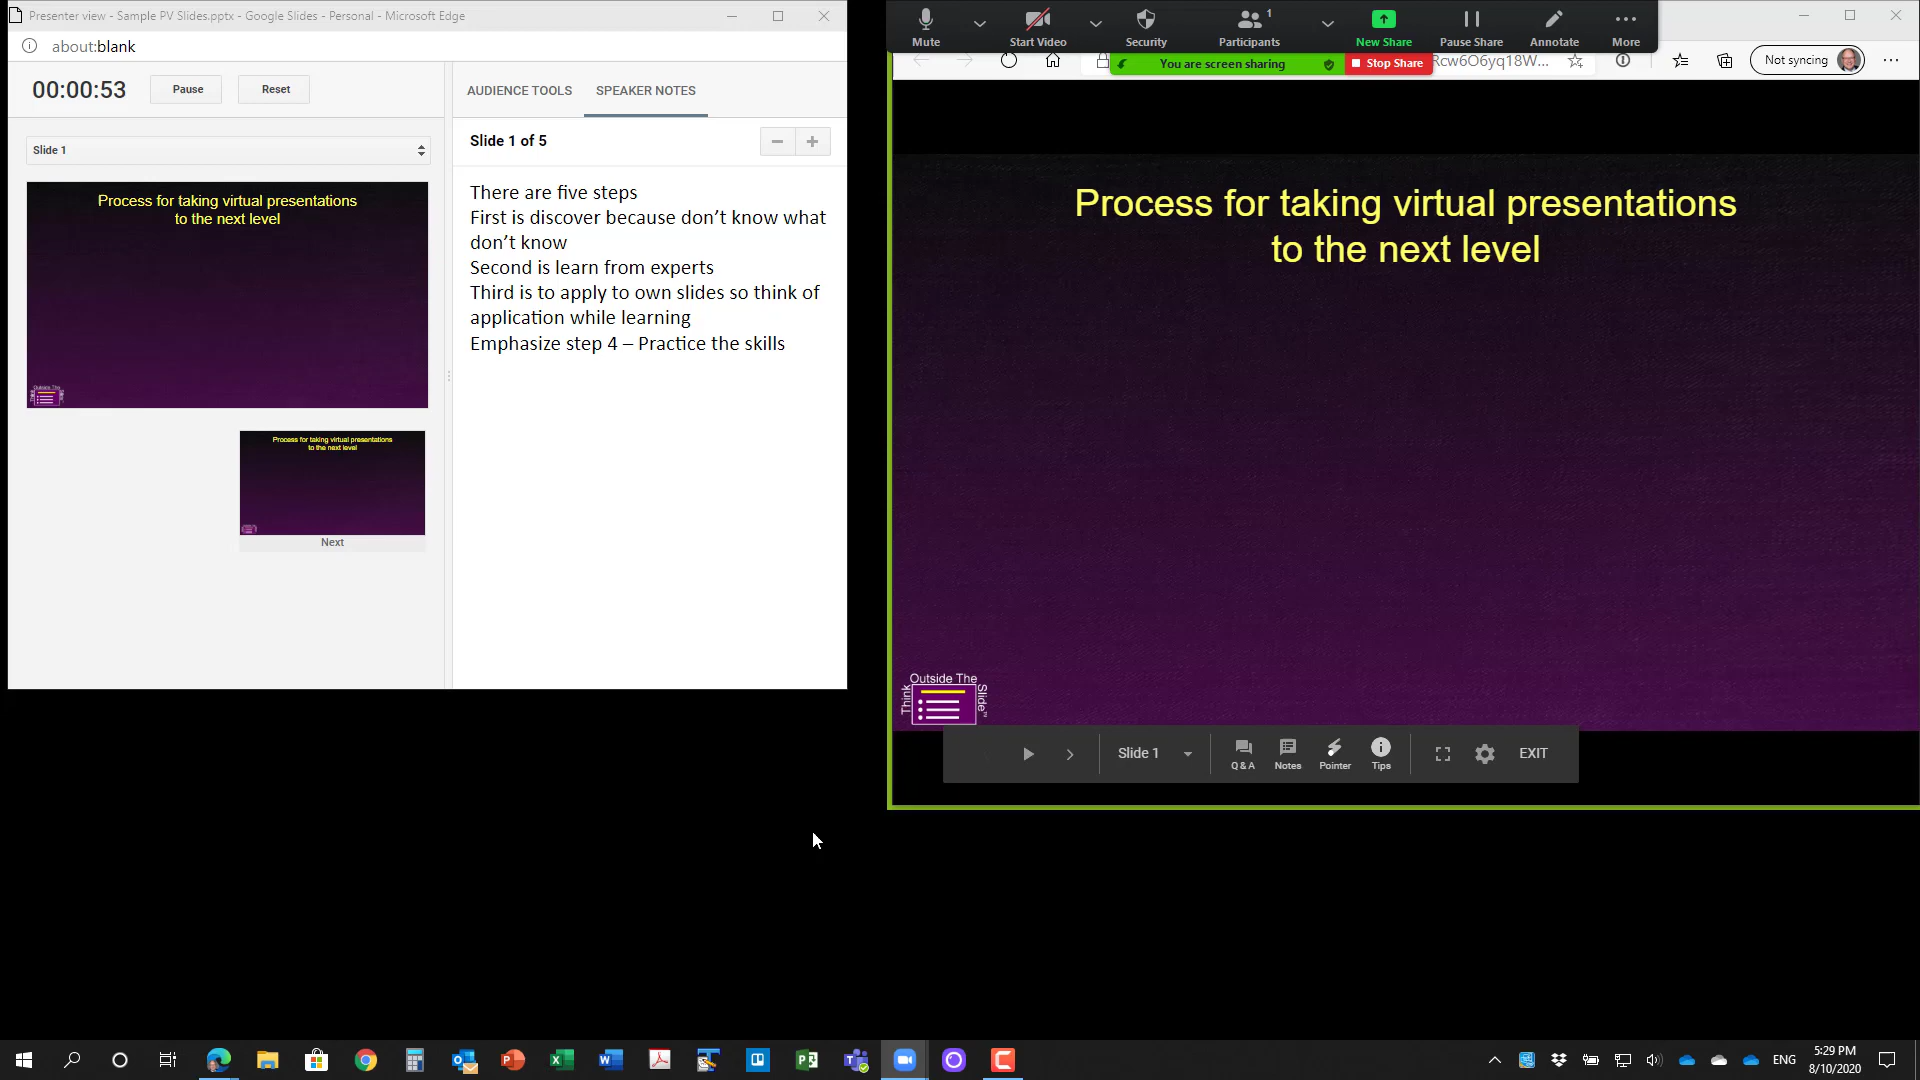 Presenter view - Sample PV Slides.pptx - Google Slides - Personal - Microsoft Edge
about:blank
00:00:53
Pause
Reset
AUDIENCE TOOLS
SPEAKER NOTES
Slide 1
Slide 1 of 5
There are five steps
First is discover because don’t know what
don’t know
Second is learn from experts
Third is to apply to own slides so think of
application while learning
Emphasize step 4 – Practice the skills
Process for taking virtual presentations
to the next level
Outside The
Think
Process for taking virtual presentations
to the next level
Next
Mute
Start Video
Security
1
Participants
New Share
Pause Share
Annotate
More
You are screen sharing
Stop Share
Rcw6O6yq18W...
Not syncing
Process for taking virtual presentations
to the next level
Think
Outside The
Slide™
Slide 1
Q & A
Notes
Pointer
Tips
EXIT
ENG
5:29 PM
8/10/2020